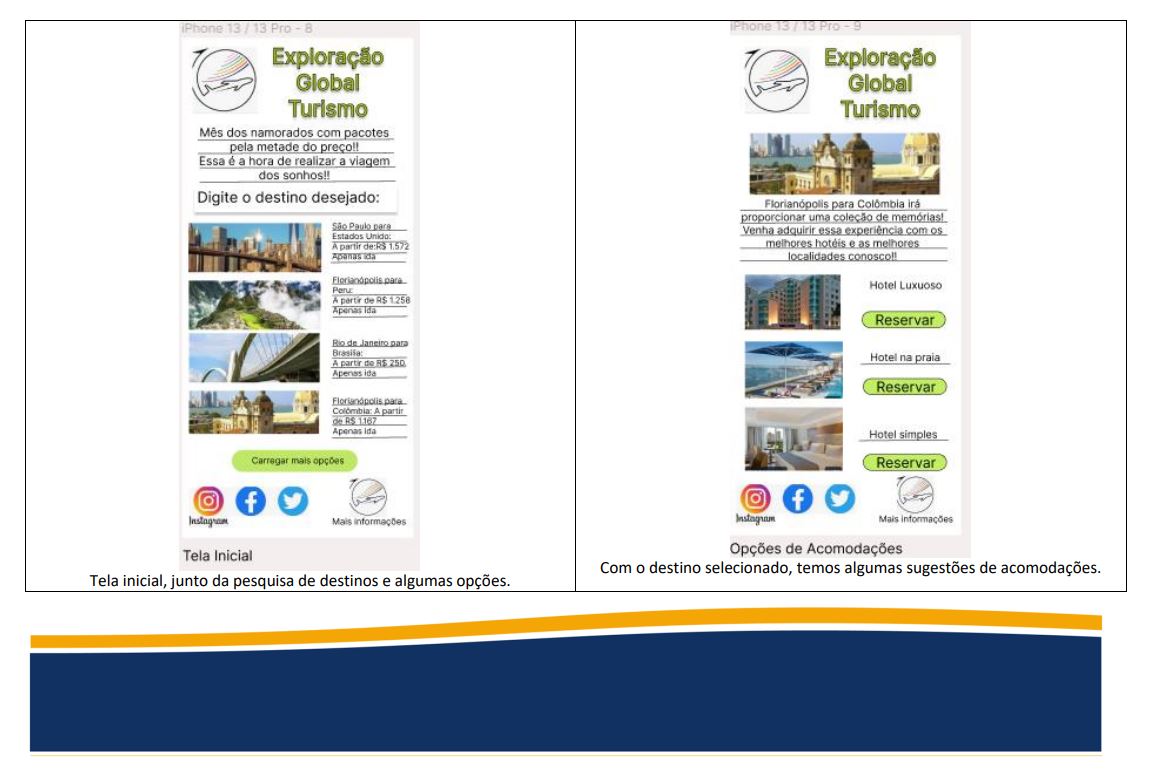 iPhone 13 / 13 Pro - 8
Exploração
Global
Turismo
Mês dos namorados com pacotes
pela metade do preço!!
Essa é a hora de realizar a viagem
dos sonhos!!
Digite o destino desejado:
São Paulo para
Estados Unido:
A partir de:R$ 1.572
Apenas ida
Florianópolis para
Peru:
A partir de R$ 1.258
Apenas Ida
Rio de Janeiro para
Brasília:
A partir de R$ 250.
Apenas ida
Florianópolis para
Colômbia: A partir
de R$ 1.167
Apenas Ida
Carregar mais opções
Instagram
Mais informações
Tela Inicial
Tela inicial, junto da pesquisa de destinos e algumas opções.
iPhone 13 / 13 Pro - 9
Exploração
Global
Turismo
Florianópolis para Colômbia irá
proporcionar uma coleção de memórias!
Venha adquirir essa experiência com os
melhores hotéis e as melhores
localidades conosco!!
Hotel Luxuoso
Reservar
Hotel na praia
Reservar
Hotel simples
Reservar
Instagram
Mais informações
Opções de Acomodações
Com o destino selecionado, temos algumas sugestões de acomodações.